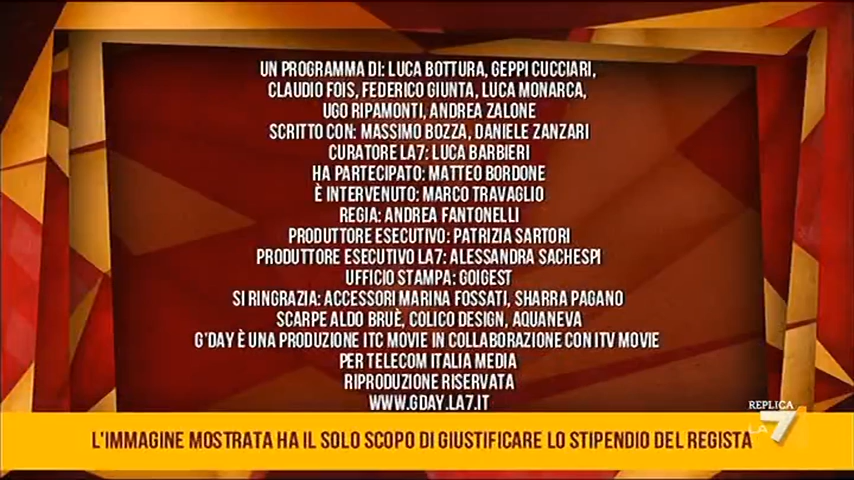 UN PROGRAMMA DI: LUCA BOTTURA, GEPPI CUCCIARI,
CLAUDIO FOIS, FEDERICO GIUNTA, LUCA MONARCA,
UGO RIPAMONTI, ANDREA ZALONE
SCRITTO CON: MASSIMO BOZZA, DANIELE ZANZARI
CURATORE LA7: LUCA BARBIERI
HA PARTECIPATO: MATTEO BORDONE
È INTERVENUTO: MARCO TRAVAGLIO
REGIA: ANDREA FANTONELLI
PRODUTTORE ESECUTIVO: PATRIZIA SARTORI
PRODUTTORE ESECUTIVO LA7: ALESSANDRA SACHESPI
UFFICIO STAMPA: GOIGEST
SI RINGRAZIA: ACCESSORI MARINA FOSSATI, SHARRA PAGANO
SCARPE ALDO BRUÈ, COLICO DESIGN, AQUANEVA
G'DAY È UNA PRODUZIONE ITC MOVIE IN COLLABORAZIONE CON ITV MOVIE
PER TELECOM ITALIA MEDIA
RIPRODUZIONE RISERVATA
WWW.GDAY.LA7.IT
REPLICA
LA7
L'IMMAGINE MOSTRATA HA IL SOLO SCOPO DI GIUSTIFICARE LO STIPENDIO DEL REGISTA